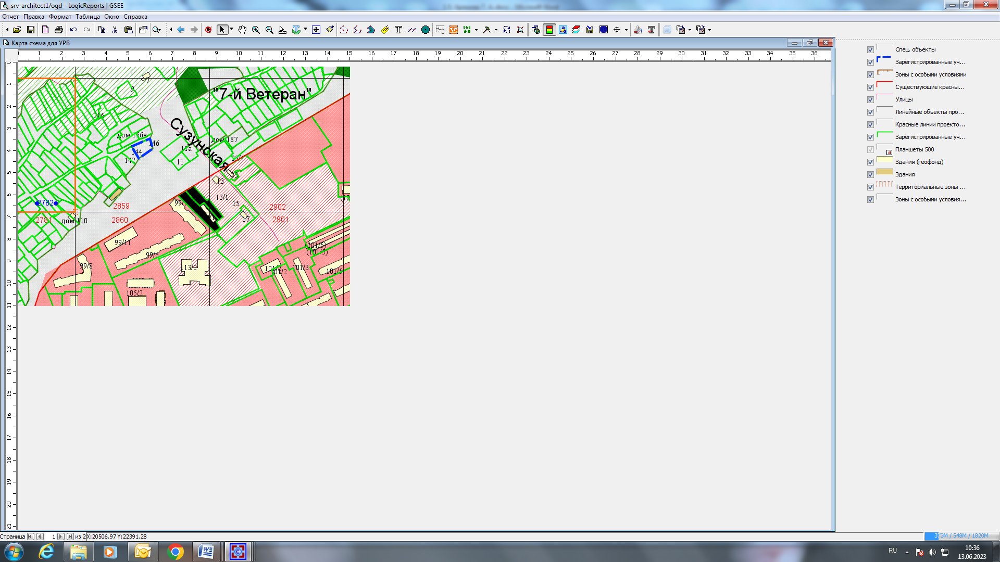 srv-architect1/ogd - LogicReports | GSEE
Отчет Правка Формат Таблица Окно Справка
Карта схема для УРВ
0 1 2 3 4 5 6 7 8 9 10 11 12 13 14 15 16 17 18 19 20 21 22 23 24 25 26 27 28 29 30 31 32 33 34 35 36
0 1 2 3 4 5 6 7 8 9 10 11 12 13 14 15 16 17 18 19 20 21
7
9
"7-й Ветеран"
216
Сузунская
дом 156а
дом 187
146
144
142
11а
11
25/4
23
13
13/1
15
17
99/
2782
2859
2902
2781
дом 110
2860
2901
99/11
99/6
99/8
113/2
105/2
(101/5)
(101/5)
101/2
101/3
101/5
Спец. объекты
Зарегистрированные уч...
Зоны с особыми условиями
Существующие красны...
Улицы
Линейные объекты про...
Красные линии проекто...
Зарегистрированные уч...
Планшеты 500
a
Здания (геофонд)
Здания
Территориальные зоны ...
Зоны с особыми условия...
Страница 1 из 2 X:20506.97 Y:22391.28
373M / 548M / 1820M
RU
10:36
13.06.2023